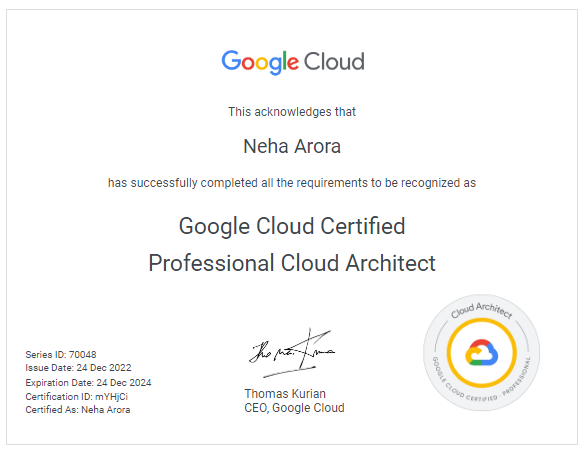 Google Cloud
This acknowledges that
Neha Arora
has successfully completed all the requirements to be recognized as
Google Cloud Certified
Professional Cloud Architect
Series ID: 70048
Issue Date: 24 Dec 2022
Expiration Date: 24 Dec 2024
Certification ID: mYHjCi
Certified As: Neha Arora
Thomas Kurian
CEO, Google Cloud
Cloud Architect
GOOGLE CLOUD CERTIFIED · PROFESSIONAL